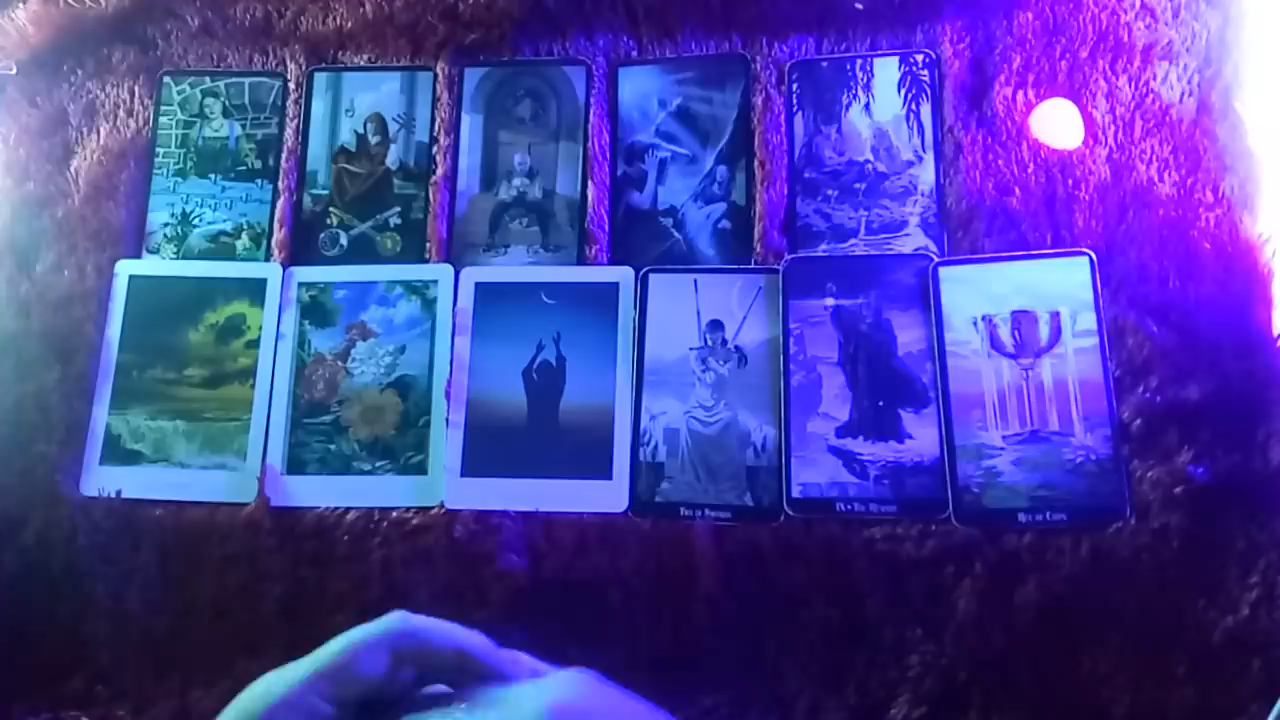 Two of Swords
IX • The Hermit
Ace of Cups